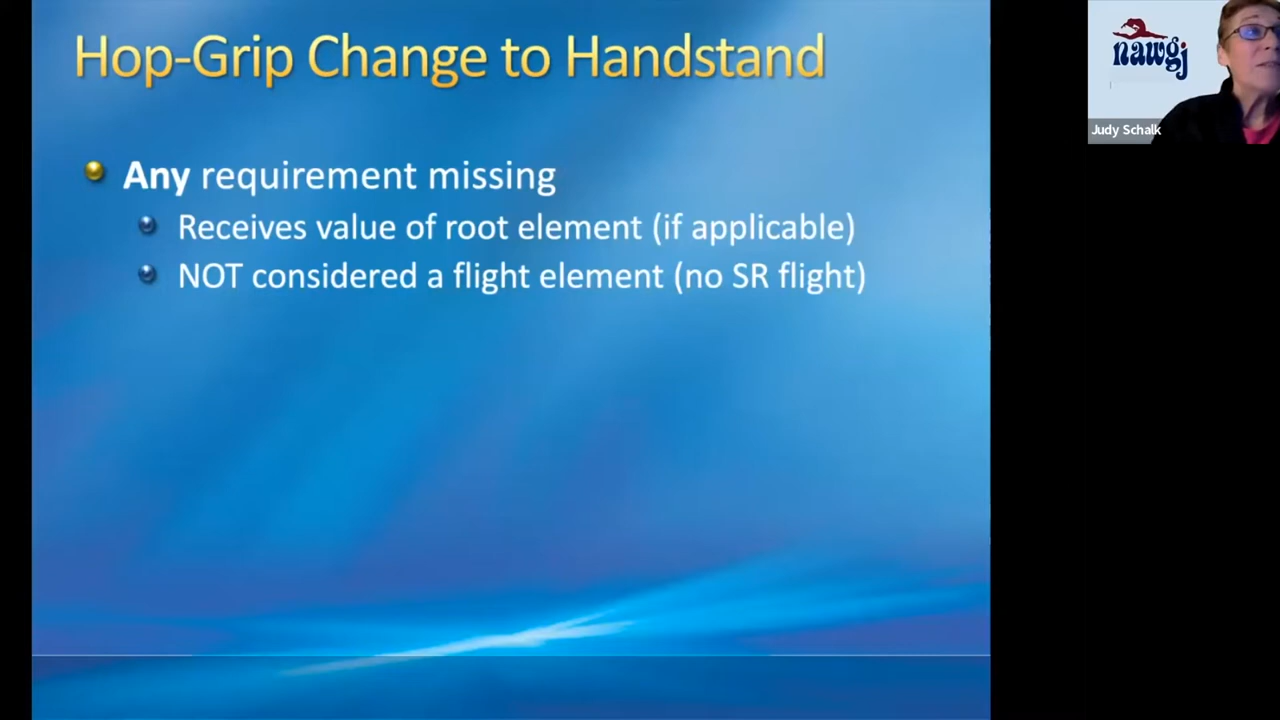 Hop-Grip Change to Handstand
Any requirement missing
Receives value of root element (if applicable)
NOT considered a flight element (no SR flight)
nawgj
Judy Schalk